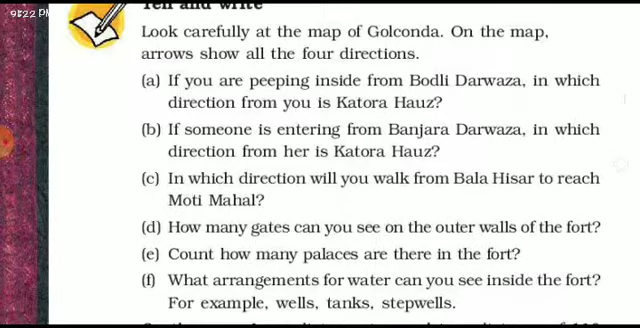 9:22 PM
Tell and write
Look carefully at the map of Golconda. On the map,
arrows show all the four directions.
(a) If you are peeping inside from Bodli Darwaza, in which
direction from you is Katora Hauz?
(b) If someone is entering from Banjara Darwaza, in which
direction from her is Katora Hauz?
(c) In which direction will you walk from Bala Hisar to reach
Moti Mahal?
(d) How many gates can you see on the outer walls of the fort?
(e) Count how many palaces are there in the fort?
(f) What arrangements for water can you see inside the fort?
For example, wells, tanks, stepwells.